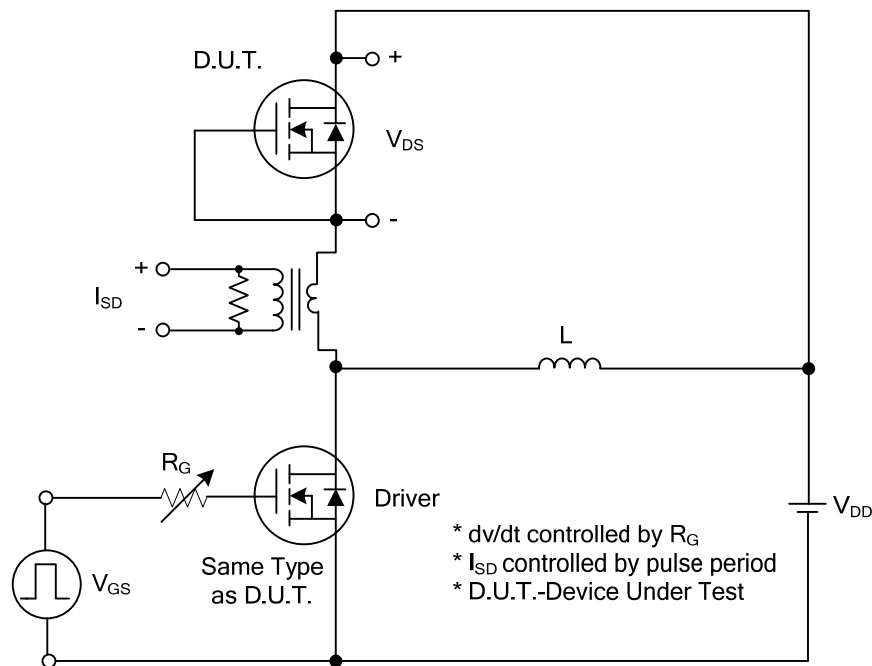 D.U.T.
+
V_DS
-
+
I_SD
-
L
R_G
Driver
V_DD
V_GS
Same Type
as D.U.T.
* dv/dt controlled by R_G
* I_SD controlled by pulse period
* D.U.T.-Device Under Test